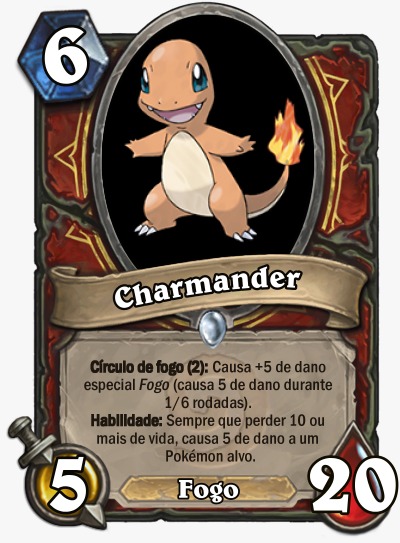 6
Charmander
Círculo de fogo (2): Causa +5 de dano
especial Fogo (causa 5 de dano durante
1/6 rodadas).
Habilidade: Sempre que perder 10 ou
mais de vida, causa 5 de dano a um
Pokémon alvo.
5
Fogo
20